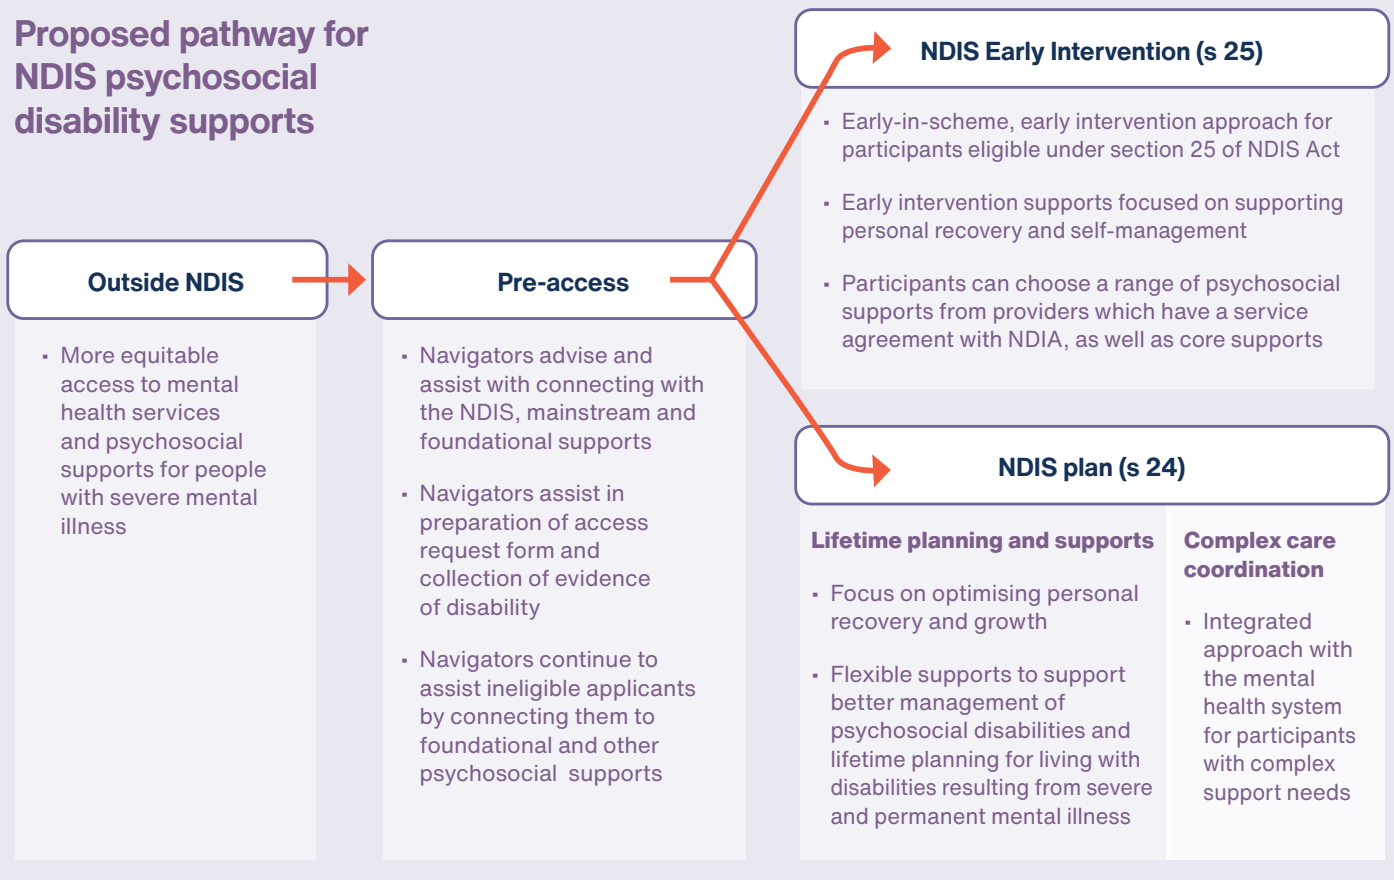 Proposed pathway for
NDIS psychosocial
disability supports
Outside NDIS
▪ More equitable
access to mental
health services
and psychosocial
supports for people
with severe mental
illness
Pre-access
▪ Navigators advise and
assist with connecting with
the NDIS, mainstream and
foundational supports
▪ Navigators assist in
preparation of access
request form and
collection of evidence
of disability
▪ Navigators continue to
assist ineligible applicants
by connecting them to
foundational and other
psychosocial supports
NDIS Early Intervention (s 25)
▪ Early-in-scheme, early intervention approach for
participants eligible under section 25 of NDIS Act
▪ Early intervention supports focused on supporting
personal recovery and self-management
▪ Participants can choose a range of psychosocial
supports from providers which have a service
agreement with NDIA, as well as core supports
NDIS plan (s 24)
Lifetime planning and supports
▪ Focus on optimising personal
recovery and growth
▪ Flexible supports to support
better management of
psychosocial disabilities and
lifetime planning for living with
disabilities resulting from severe
and permanent mental illness
Complex care
coordination
▪ Integrated
approach with
the mental
health system
for participants
with complex
support needs